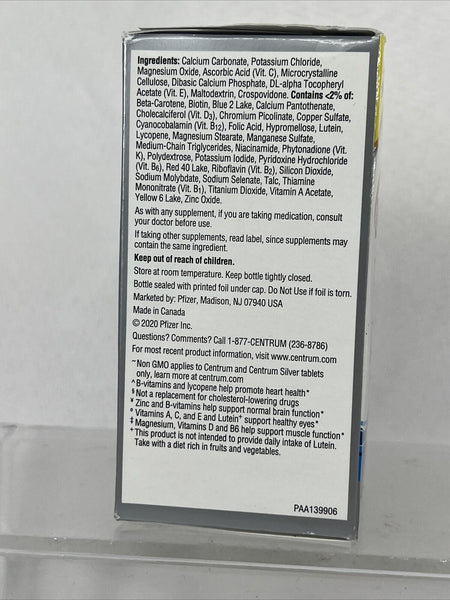 Ingredients: Calcium Carbonate, Potassium Chloride,
Magnesium Oxide, Ascorbic Acid (Vit. C), Microcrystalline
Cellulose, Dibasic Calcium Phosphate, DL-alpha Tocopheryl
Acetate (Vit. E), Maltodextrin, Crospovidone. Contains <2% of:
Beta-Carotene, Biotin, Blue 2 Lake, Calcium Pantothenate,
Cholecalciferol (Vit. D3), Chromium Picolinate, Copper Sulfate,
Cyanocobalamin (Vit. B12), Folic Acid, Hypromellose, Lutein,
Lycopene, Magnesium Stearate, Manganese Sulfate,
Medium-Chain Triglycerides, Niacinamide, Phytonadione (Vit.
K), Polydextrose, Potassium Iodide, Pyridoxine Hydrochloride
(Vit. B6), Red 40 Lake, Riboflavin (Vit. B2), Silicon Dioxide,
Sodium Molybdate, Sodium Selenate, Talc, Thiamine
Mononitrate (Vit. B1), Titanium Dioxide, Vitamin A Acetate,
Yellow 6 Lake, Zinc Oxide.
As with any supplement, if you are taking medication, consult
your doctor before use.
If taking other supplements, read label, since supplements may
contain the same ingredient.
Keep out of reach of children.
Store at room temperature. Keep bottle tightly closed.
Bottle sealed with printed foil under cap. Do Not Use if foil is torn.
Marketed by: Pfizer, Madison, NJ 07940 USA
Made in Canada
© 2020 Pfizer Inc.
Questions? Comments? Call 1-877-CENTRUM (236-8786)
For most recent product information, visit www.centrum.com
~Non GMO applies to Centrum and Centrum Silver tablets
only, learn more at centrum.com
^B-vitamins and lycopene help promote heart health*
§Not a replacement for cholesterol-lowering drugs
¥Zinc and B-vitamins help support normal brain function*
°Vitamins A, C, E and Lutein+ support healthy eyes*
‡Magnesium, Vitamins D and B6 help support muscle function*
+This product is not intended to provide daily intake of Lutein.
Take with a diet rich in fruits and vegetables.
PAA139906